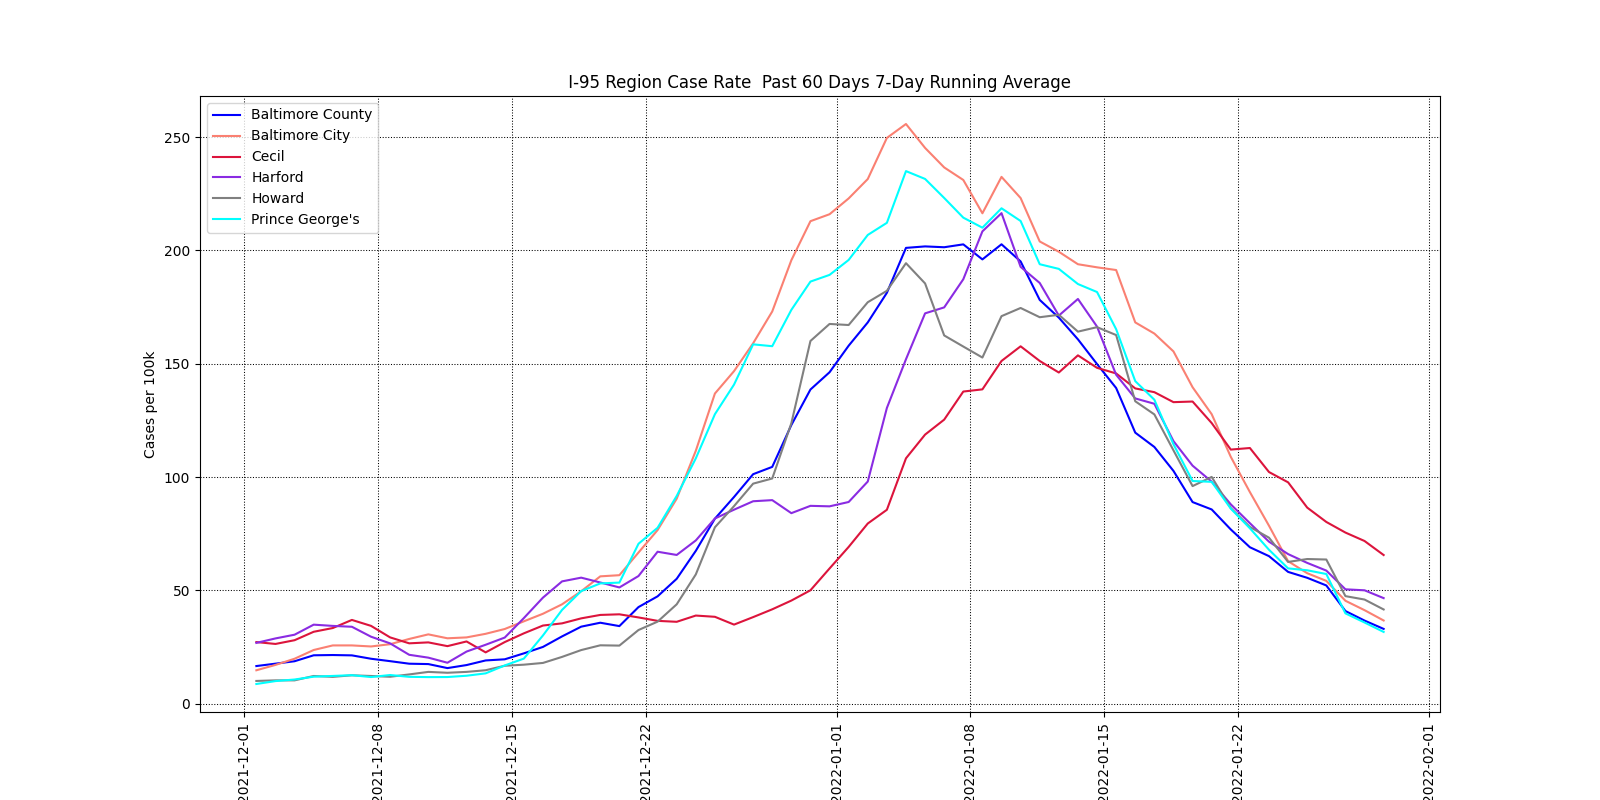 I-95 Region Case Rate  Past 60 Days 7-Day Running Average
Baltimore County
Baltimore City
Cecil
Harford
Howard
Prince George's
Cases per 100k
250
200
150
100
50
0
2021-12-01
2021-12-08
2021-12-15
2021-12-22
2022-01-01
2022-01-08
2022-01-15
2022-01-22
2022-02-01